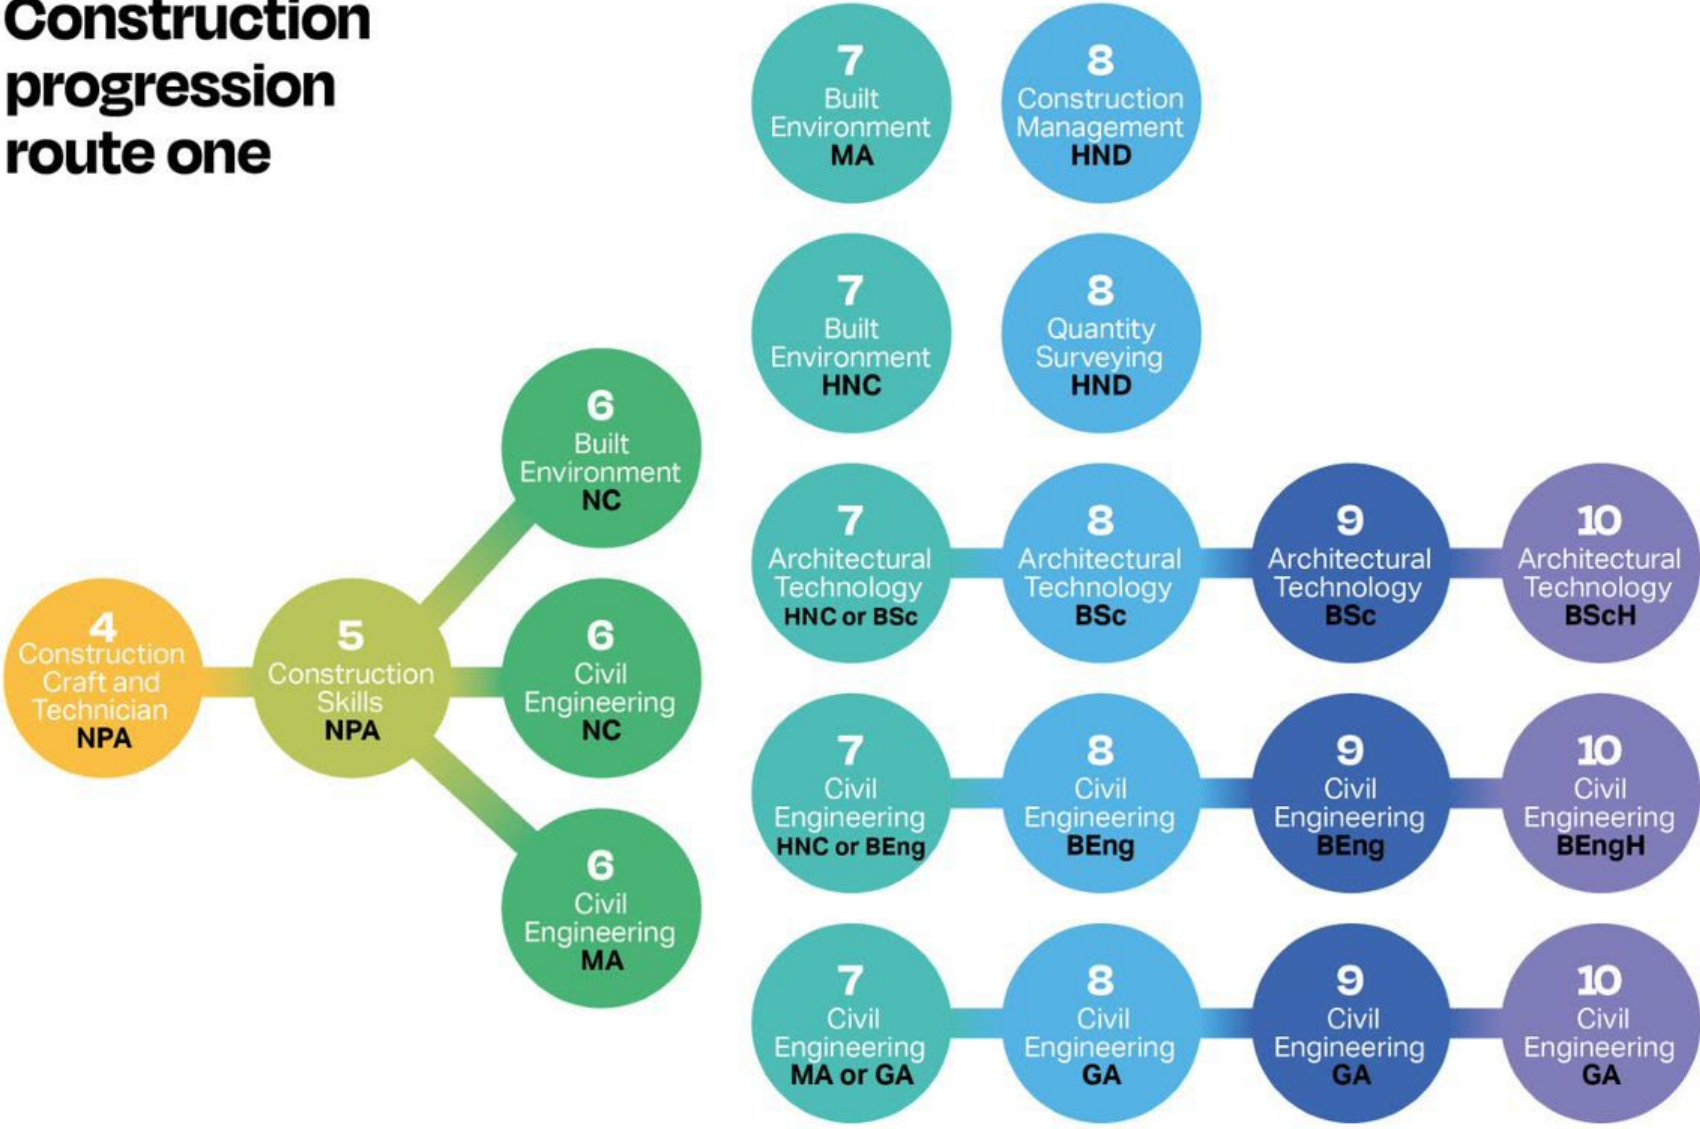 Construction
progression
route one
7
Built
Environment
MA
8
Construction
Management
HND
7
Built
Environment
HNC
8
Quantity
Surveying
HND
6
Built
Environment
NC
7
Architectural
Technology
HNC or BSc
8
Architectural
Technology
BSc
9
Architectural
Technology
BSc
10
Architectural
Technology
BScH
4
Construction
Craft and
Technician
NPA
5
Construction
Skills
NPA
6
Civil
Engineering
NC
7
Civil
Engineering
HNC or BEng
8
Civil
Engineering
BEng
9
Civil
Engineering
BEng
10
Civil
Engineering
BEngH
6
Civil
Engineering
MA
7
Civil
Engineering
MA or GA
8
Civil
Engineering
GA
9
Civil
Engineering
GA
10
Civil
Engineering
GA